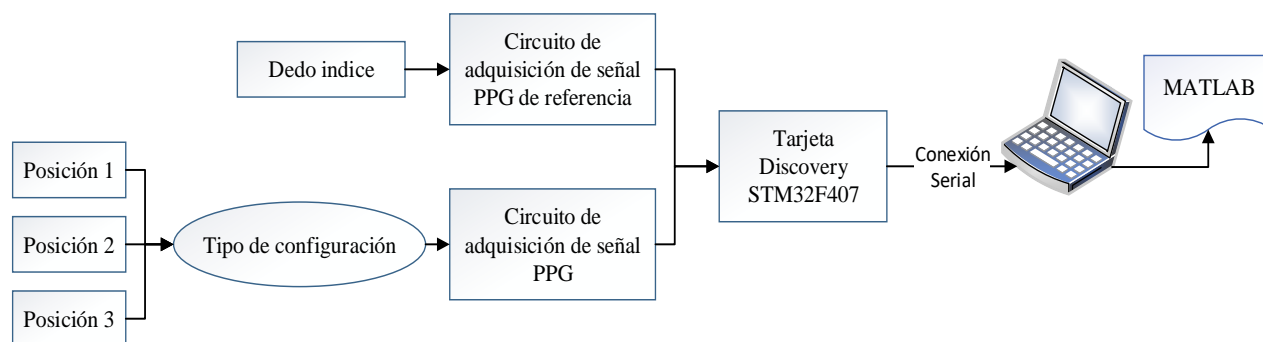 Dedo indice
Circuito de
adquisición de señal
PPG de referencia
MATLAB
Tarjeta
Discovery
STM32F407
Conexión
Serial
Posición 1
Posición 2
Posición 3
Tipo de configuración
Circuito de
adquisición de señal
PPG